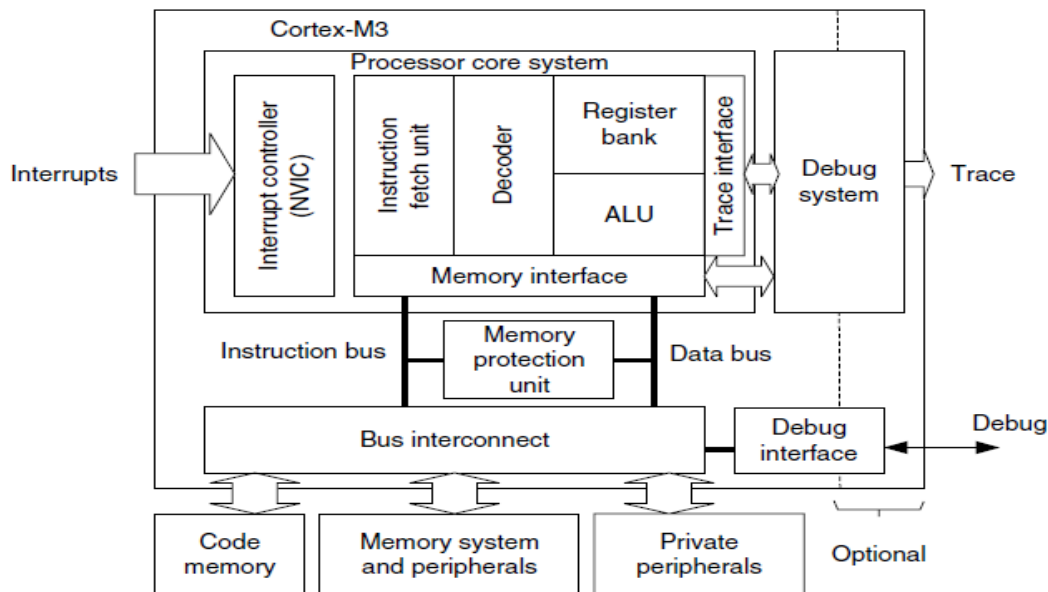 Cortex-M3
Processor core system
Interrupts
Interrupt controller
(NVIC)
Instruction
fetch unit
Decoder
Register
bank
ALU
Trace interface
Memory interface
Debug
system
Trace
Instruction bus
Memory
protection
unit
Data bus
Bus interconnect
Debug
interface
Debug
Code
memory
Memory system
and peripherals
Private
peripherals
Optional